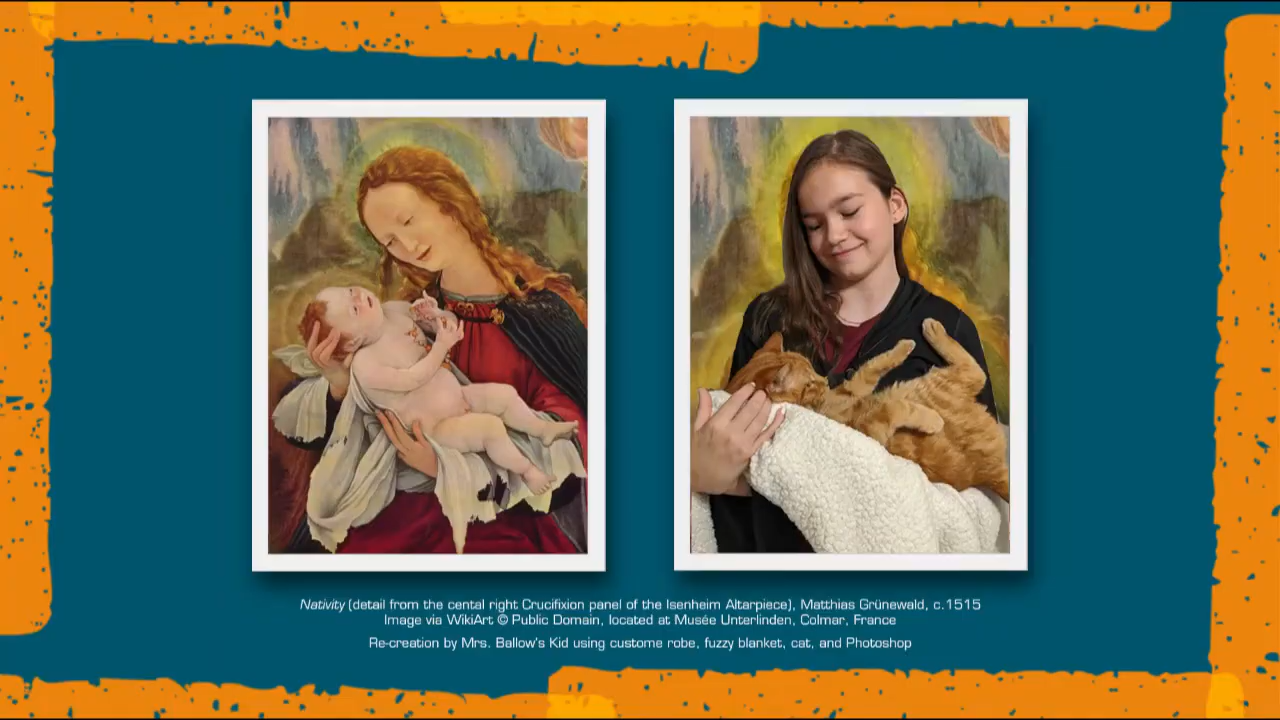 Nativity (detail from the cental right Crucifixion panel of the Isenheim Altarpiece), Matthias Grünewald, c.1515
Image via WikiArt © Public Domain, located at Musée Unterlinden, Colmar, France
Re-creation by Mrs. Ballow's Kid using custome robe, fuzzy blanket, cat, and Photoshop